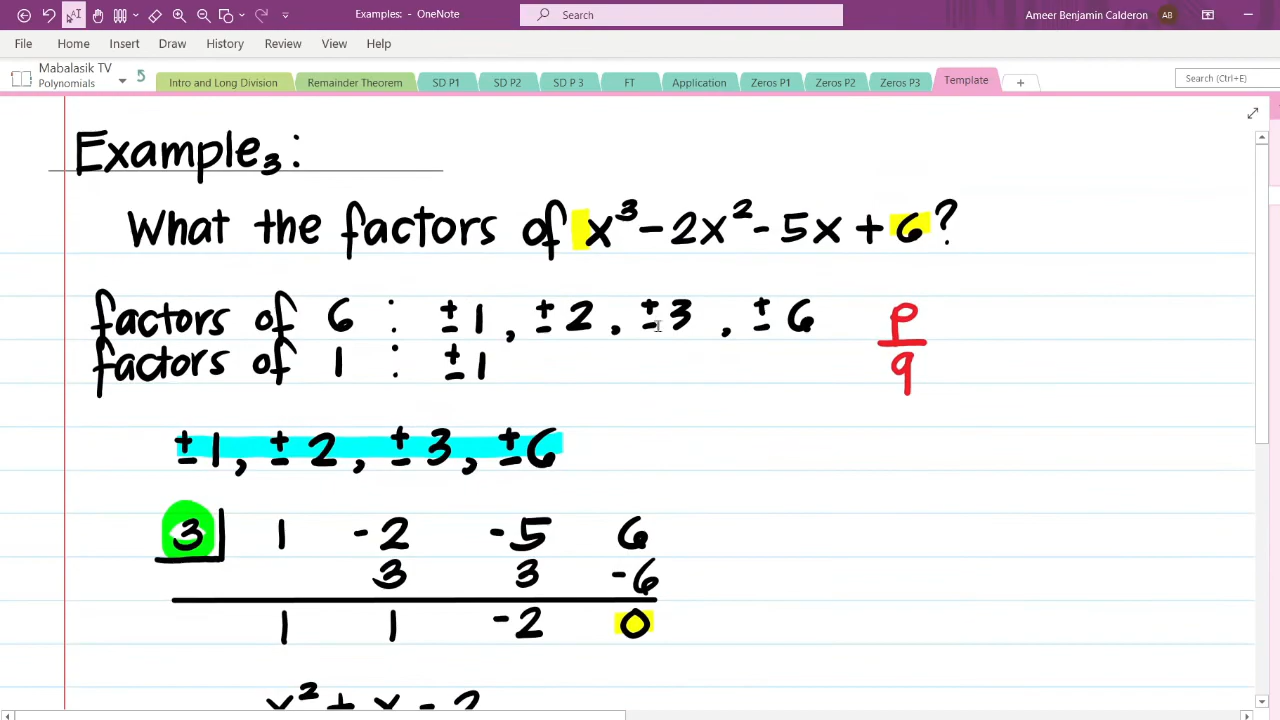 Examples: - OneNote
Search
Ameer Benjamin Calderon
AB
File Home Insert Draw History Review View Help
Mabalasik TV
Polynomials
Intro and Long Division
Remainder Theorem
SD P1
SD P2
SD P 3
FT
Application
Zeros P1
Zeros P2
Zeros P3
Template
+
Search (Ctrl+E)
Example₃:
What the factors of x³ - 2x² - 5x + 6?
factors of 6 : ±1, ±2, ±3, ±6
factors of 1 : ±1
p
q
±1, ±2, ±3, ±6
3 1 -2 -5 6
3 3 -6
1 1 -2 0
x² + x - 2